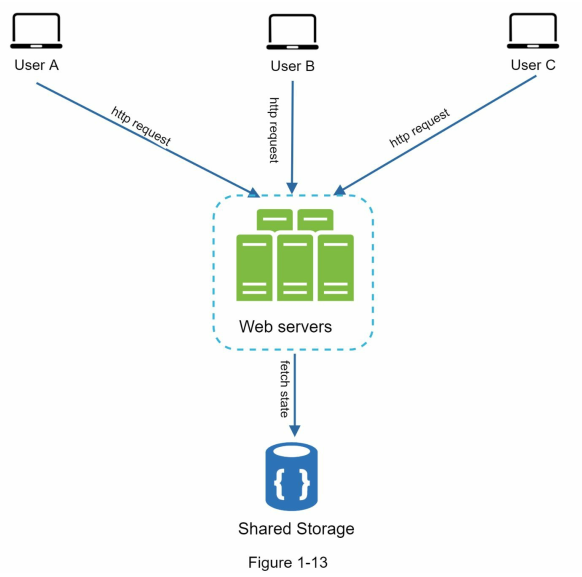 User A
User B
User C
http request
http request
http request
Web servers
fetch state
{ }
Shared Storage
Figure 1-13